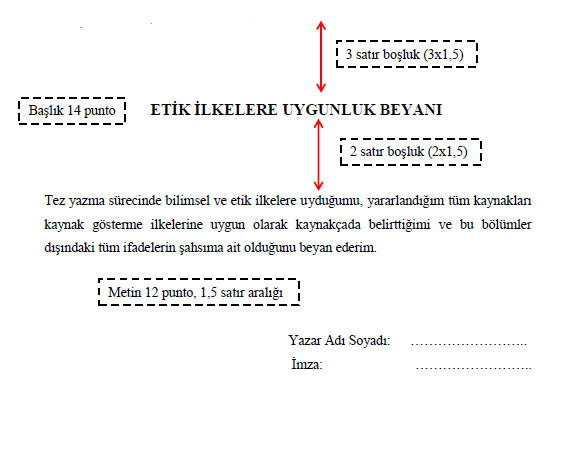 3 satır boşluk (3x1,5)
Başlık 14 punto
ETİK İLKELERE UYGUNLUK BEYANI
2 satır boşluk (2x1,5)
Tez yazma sürecinde bilimsel ve etik ilkelere uyduğumu, yararlandığım tüm kaynakları
kaynak gösterme ilkelerine uygun olarak kaynakçada belirttiğimi ve bu bölümler
dışındaki tüm ifadelerin şahsıma ait olduğunu beyan ederim.
Metin 12 punto, 1,5 satır aralığı
Yazar Adı Soyadı: ……………………..
İmza: ……………………..